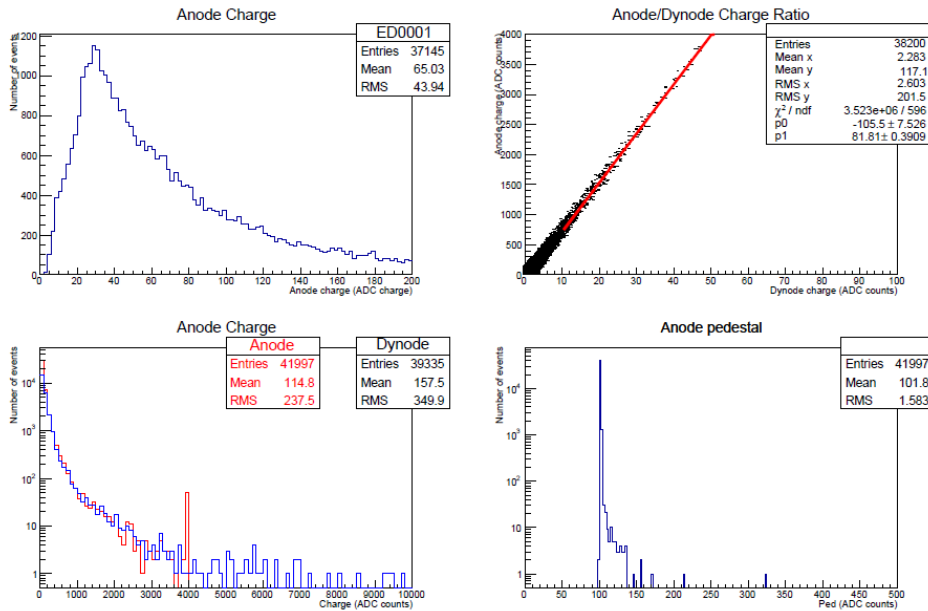 Anode Charge
ED0001
Entries 37145
Mean 65.03
RMS 43.94
Number of events
1200
1000
800
600
400
200
0
0 20 40 60 80 100 120 140 160 180 200
Anode charge (ADC charge)
Anode/Dynode Charge Ratio
Entries 38200
Mean x 2.283
Mean y 117.1
RMS x 2.603
RMS y 201.5
χ² / ndf 3.523e+06 / 596
p0 -105.5 ± 7.526
p1 81.81± 0.3909
Anode charge (ADC counts)
4000
3500
3000
2500
2000
1500
1000
500
0
0 10 20 30 40 50 60 70 80 90 100
Dynode charge (ADC counts)
Anode Charge
Anode
Entries 41997
Mean 114.8
RMS 237.5
Dynode
Entries 39335
Mean 157.5
RMS 349.9
Number of events
10⁴
10³
10²
10
1
0 1000 2000 3000 4000 5000 6000 7000 8000 9000 10000
Charge (ADC counts)
Anode pedestal
Entries 41997
Mean 101.8
RMS 1.583
Number of events
10⁴
10³
10²
10
1
0 50 100 150 200 250 300 350 400 450 500
Ped (ADC counts)